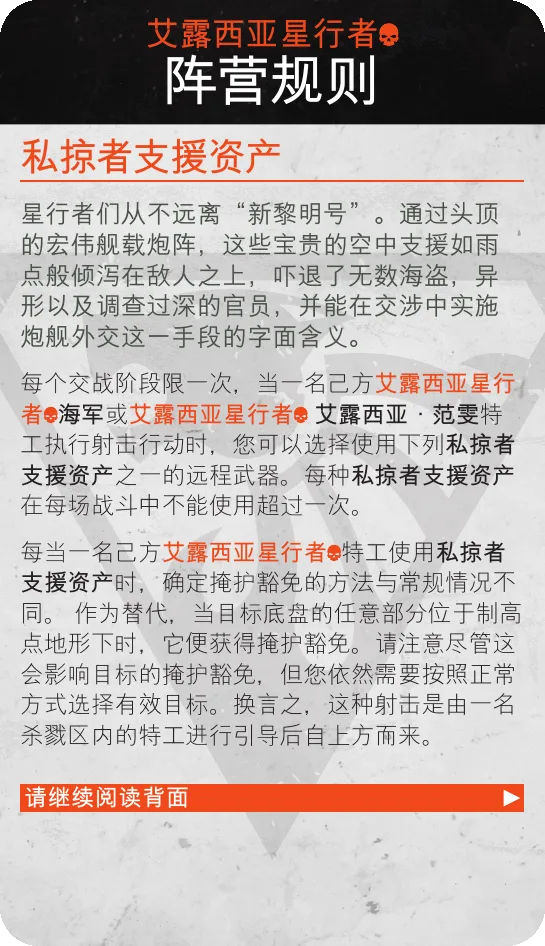 艾露西亚星行者
阵营规则
私掠者支援资产
星行者们从不远离“新黎明号”。通过头顶
的宏伟舰载炮阵，这些宝贵的空中支援如雨
点般倾泻在敌人之上，吓退了无数海盗，异
形以及调查过深的官员，并能在交涉中实施
炮舰外交这一手段的字面含义。
每个交战阶段限一次，当一名己方艾露西亚星行
者海军或艾露西亚星行者 艾露西亚·范雯特
工执行射击行动时，您可以选择使用下列私掠者
支援资产之一的远程武器。每种私掠者支援资产
在每场战斗中不能使用超过一次。
每当一名己方艾露西亚星行者特工使用私掠者
支援资产时，确定掩护豁免的方法与常规情况不
同。 作为替代，当目标底盘的任意部分位于制高
点地形下时，它便获得掩护豁免。请注意尽管这
会影响目标的掩护豁免，但您依然需要按照正常
方式选择有效目标。换言之，这种射击是由一名
杀戮区内的特工进行引导后自上方而来。
请继续阅读背面